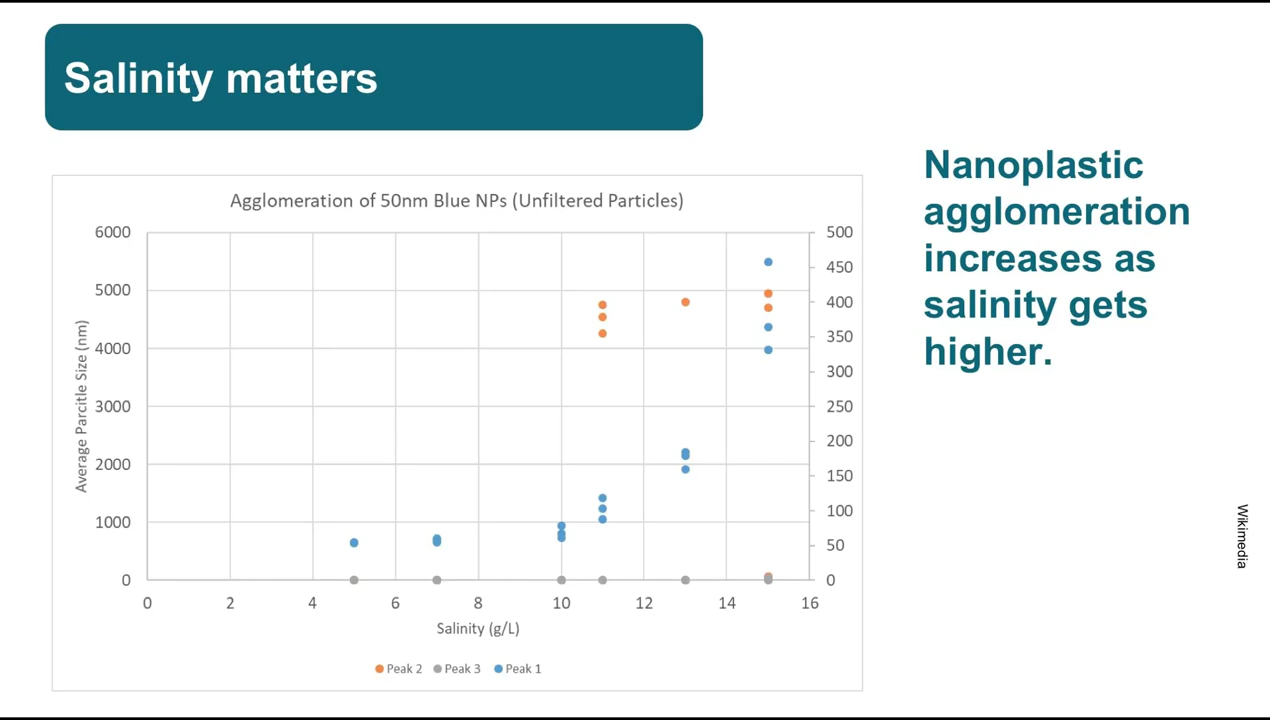 Salinity matters
Nanoplastic
agglomeration
increases as
salinity gets
higher.
Agglomeration of 50nm Blue NPs (Unfiltered Particles)
Average Parcitle Size (nm)
6000
5000
4000
3000
2000
1000
0
500
450
400
350
300
250
200
150
100
50
0
0 2 4 6 8 10 12 14 16
Salinity (g/L)
Peak 2 Peak 3 Peak 1
Wikimedia